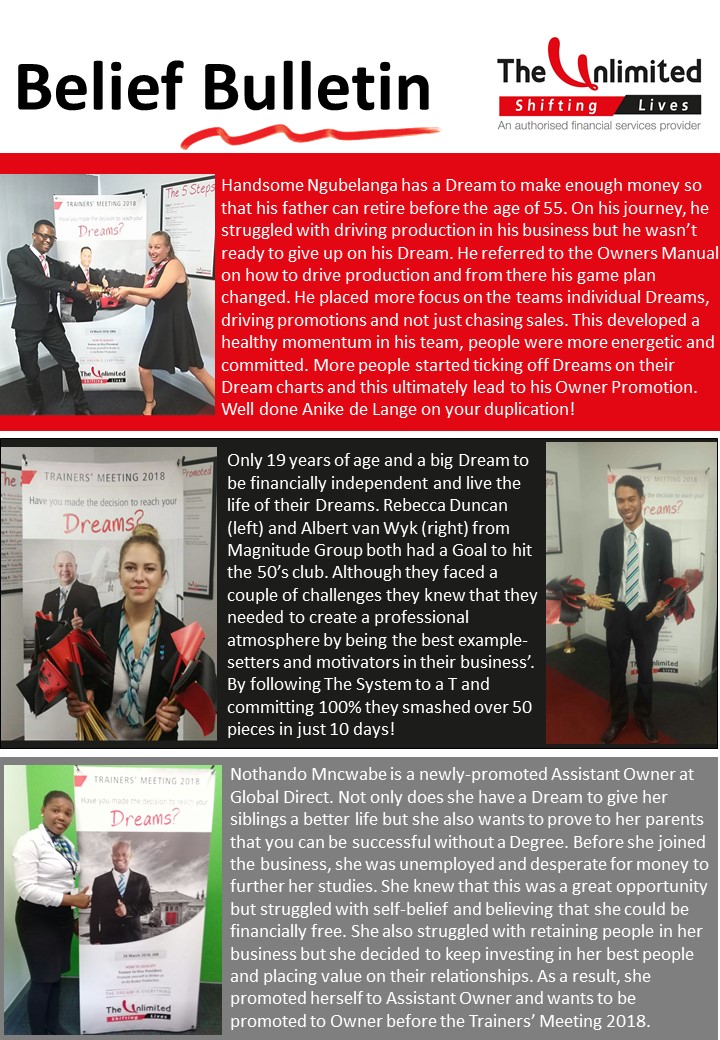 Belief Bulletin
The Unlimited
Shifting Lives
An authorised financial services provider
TRAINERS' MEETING 2018
Have you made the decision to reach your
Dreams?
The 5 Steps
The Unlimited
Shifting Lives
Handsome Ngubelanga has a Dream to make enough money so
that his father can retire before the age of 55. On his journey, he
struggled with driving production in his business but he wasn't
ready to give up on his Dream. He referred to the Owners Manual
on how to drive production and from there his game plan
changed. He placed more focus on the teams individual Dreams,
driving promotions and not just chasing sales. This developed a
healthy momentum in his team, people were more energetic and
committed. More people started ticking off Dreams on their
Dream charts and this ultimately lead to his Owner Promotion.
Well done Anike de Lange on your duplication!
The
TRAINERS' MEETING 2018
Promoted
Have you made the decision to reach your
Dreams?
Only 19 years of age and a big Dream to
be financially independent and live the
life of their Dreams. Rebecca Duncan
(left) and Albert van Wyk (right) from
Magnitude Group both had a Goal to hit
the 50's club. Although they faced a
couple of challenges they knew that they
needed to create a professional
atmosphere by being the best example-
setters and motivators in their business'.
By following The System to a T and
committing 100% they smashed over 50
pieces in just 10 days!
MEETING 2018
reams?
nlimited
Lives
TRAINERS' MEETING 2018
Have you made the decision to reach your
Dreams?
The Unlimited
Shifting Lives
Nothando Mncwabe is a newly-promoted Assistant Owner at
Global Direct. Not only does she have a Dream to give her
siblings a better life but she also wants to prove to her parents
that you can be successful without a Degree. Before she joined
the business, she was unemployed and desperate for money to
further her studies. She knew that this was a great opportunity
but struggled with self-belief and believing that she could be
financially free. She also struggled with retaining people in her
business but she decided to keep investing in her best people
and placing value on their relationships. As a result, she
promoted herself to Assistant Owner and wants to be
promoted to Owner before the Trainers' Meeting 2018.